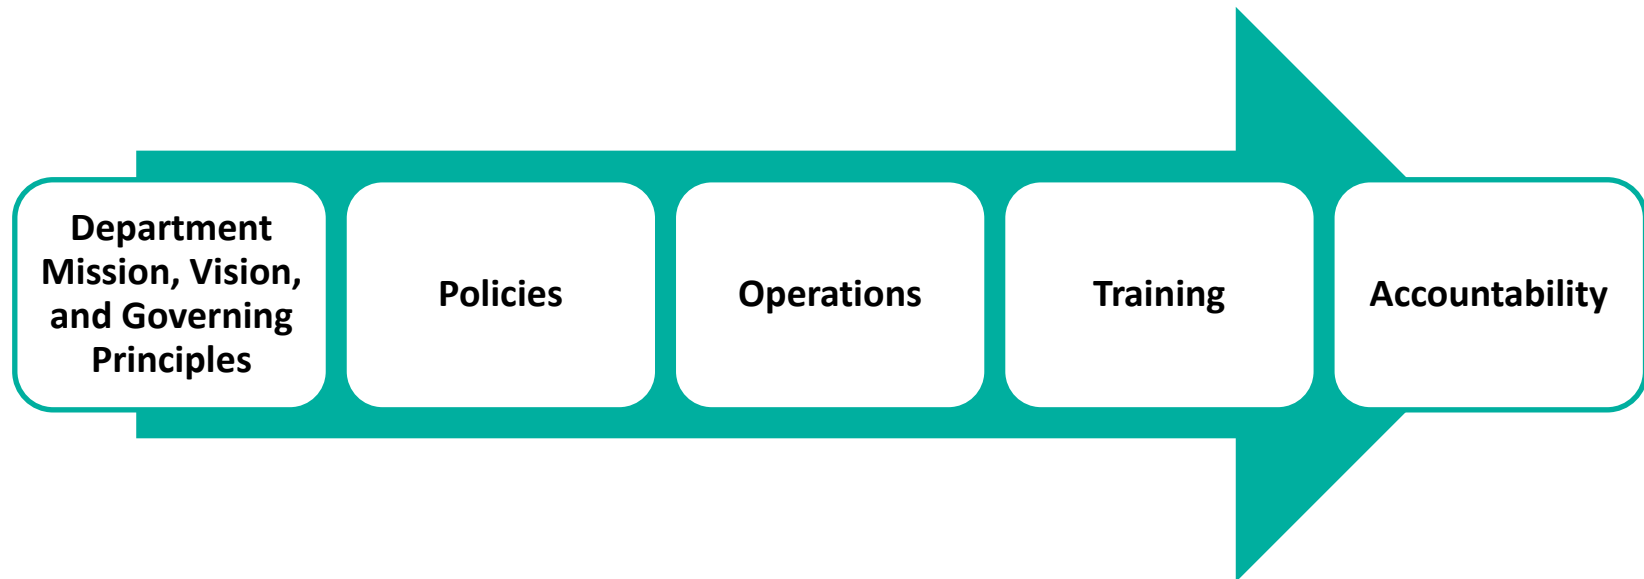 Department
Mission, Vision,
and Governing
Principles
Policies
Operations
Training
Accountability